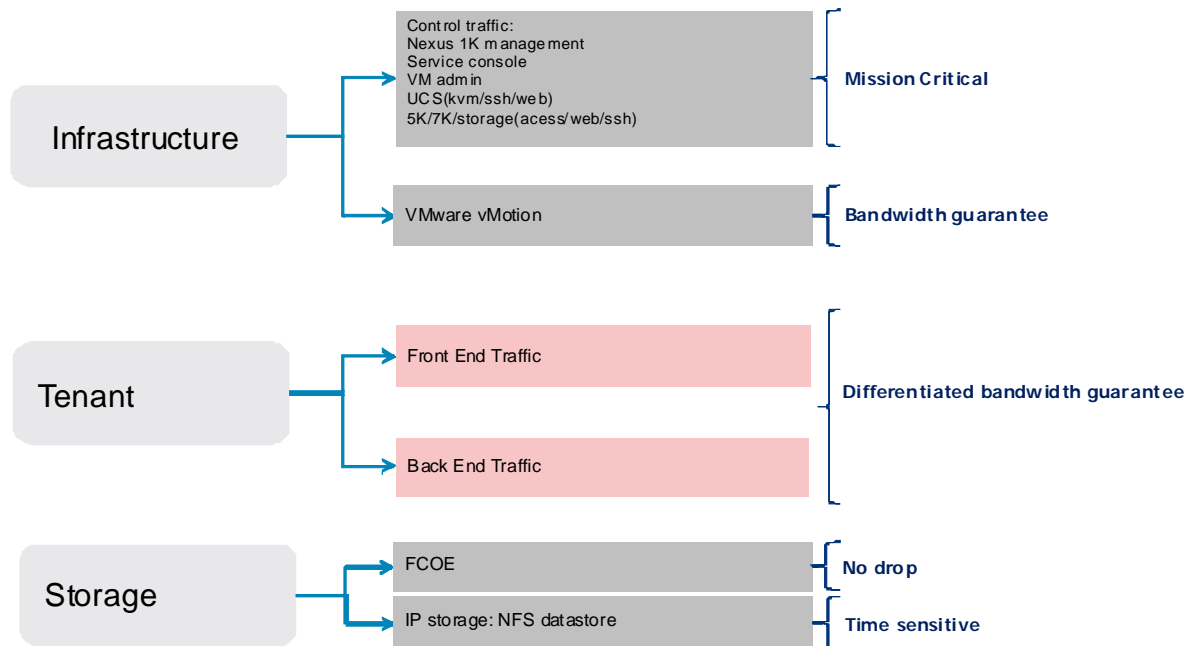 Infrastructure
Control traffic:
Nexus 1K management
Service console
VM admin
UCS(kvm/ssh/web)
5K/7K/storage(acess/web/ssh)
Mission Critical
VMware vMotion
Bandwidth guarantee
Tenant
Front End Traffic
Back End Traffic
Differentiated bandwidth guarantee
Storage
FCOE
No drop
IP storage: NFS datastore
Time sensitive